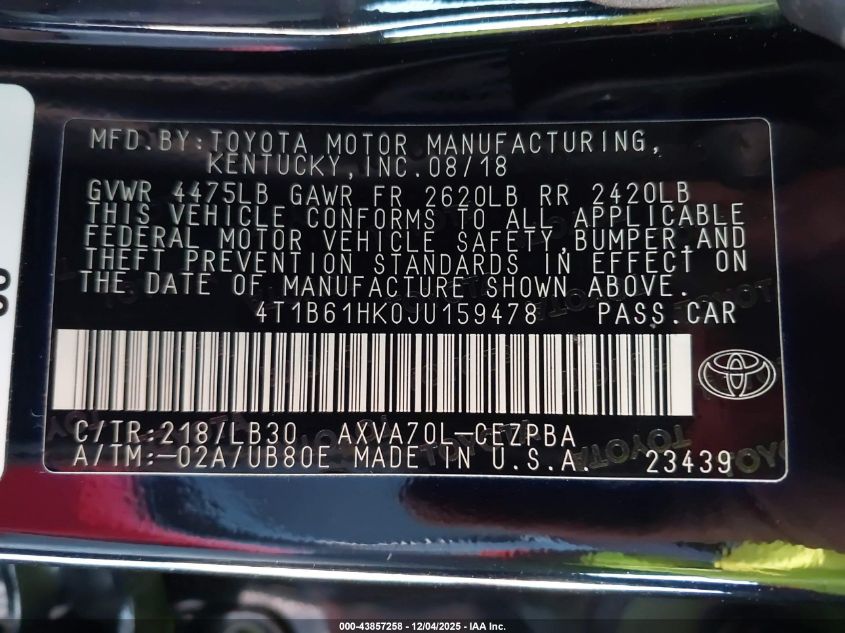 MFD.BY:TOYOTA MOTOR MANUFACTURING,
KENTUCKY,INC.08/18
GVWR 4475LB GAWR FR 2620LB RR 2420LB
THIS VEHICLE CONFORMS TO ALL APPLICABLE
FEDERAL MOTOR VEHICLE SAFETY,BUMPER,AND
THEFT PREVENTION STANDARDS IN EFFECT ON
THE DATE OF MANUFACTURE SHOWN ABOVE.
4T1B61HK0JU159478 PASS.CAR
C/TR:218/LB30 AXVA70L-CEZPBA
A/TM:-02A/UB80E MADE IN U.S.A. 23439
000-43857258 - 12/04/2025 - IAA Inc.